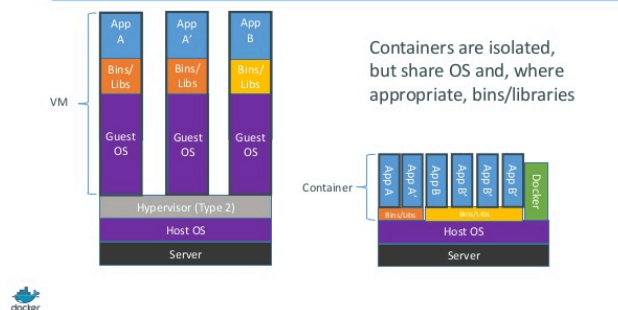 Containers are isolated,
but share OS and, where
appropriate, bins/libraries
VM
App
A
App
A’
App
B
Bins/
Libs
Bins/
Libs
Bins/
Libs
Guest
OS
Guest
OS
Guest
OS
Hypervisor (Type 2)
Host OS
Server
Container
App A
App A’
App B
App B’
App B’
App B’
Docker
Bins/Libs
Bins/Libs
Host OS
Server
docker